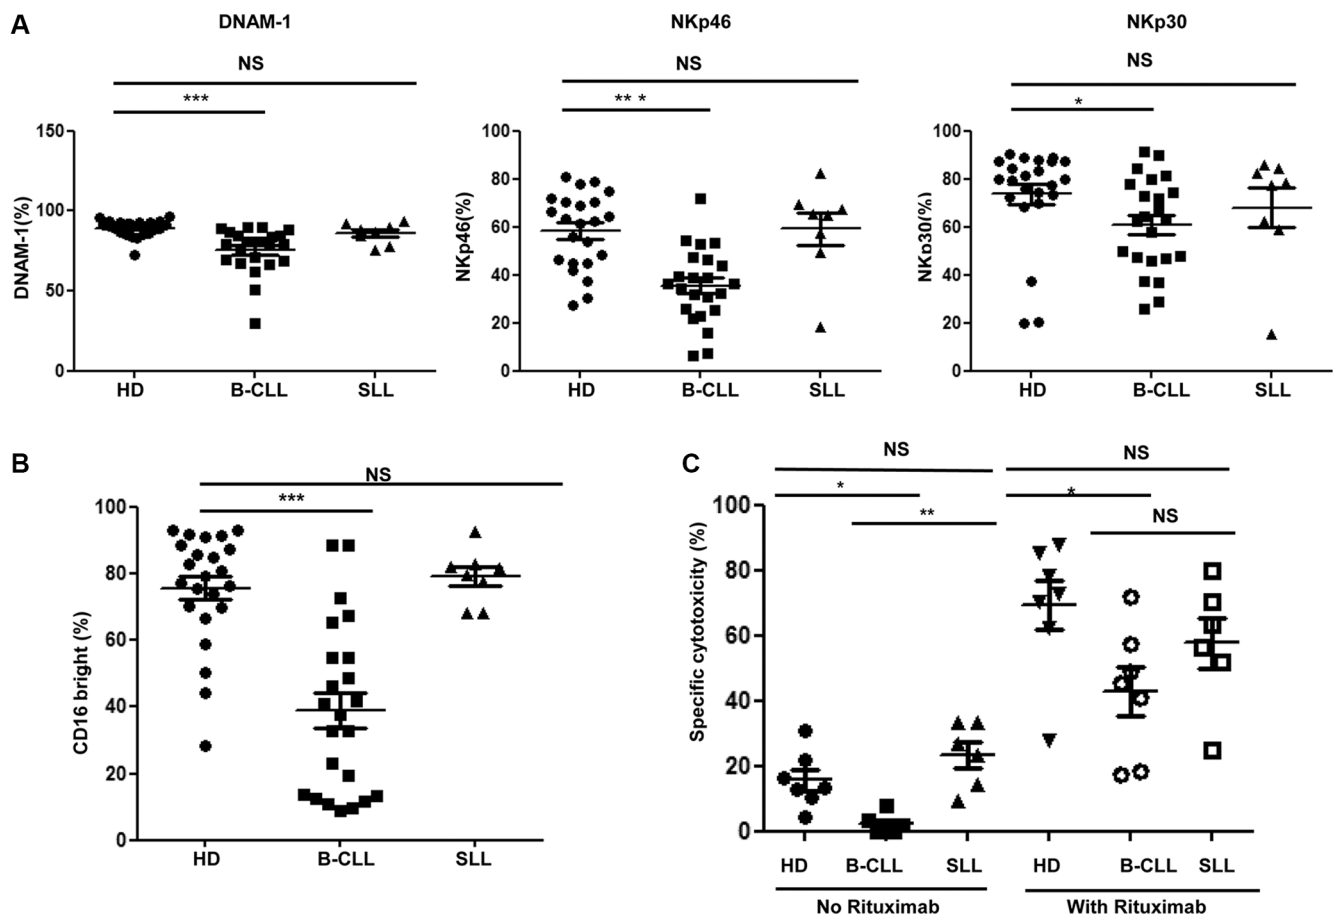 A
DNAM-1
NKp46
NKp30
NS
NS
NS
***
** *
*
DNAM-1(%)
150
100
50
0
HD B-CLL SLL
NKp46(%)
100
80
60
40
20
0
HD B-CLL SLL
NKp30(%)
100
80
60
40
20
0
HD B-CLL SLL
B
NS
***
CD16 bright (%)
100
80
60
40
20
0
HD B-CLL SLL
C
NS
NS
*
*
**
NS
Specific cytotoxicity (%)
100
80
60
40
20
0
HD B-CLL SLL HD B-CLL SLL
No Rituximab With Rituximab